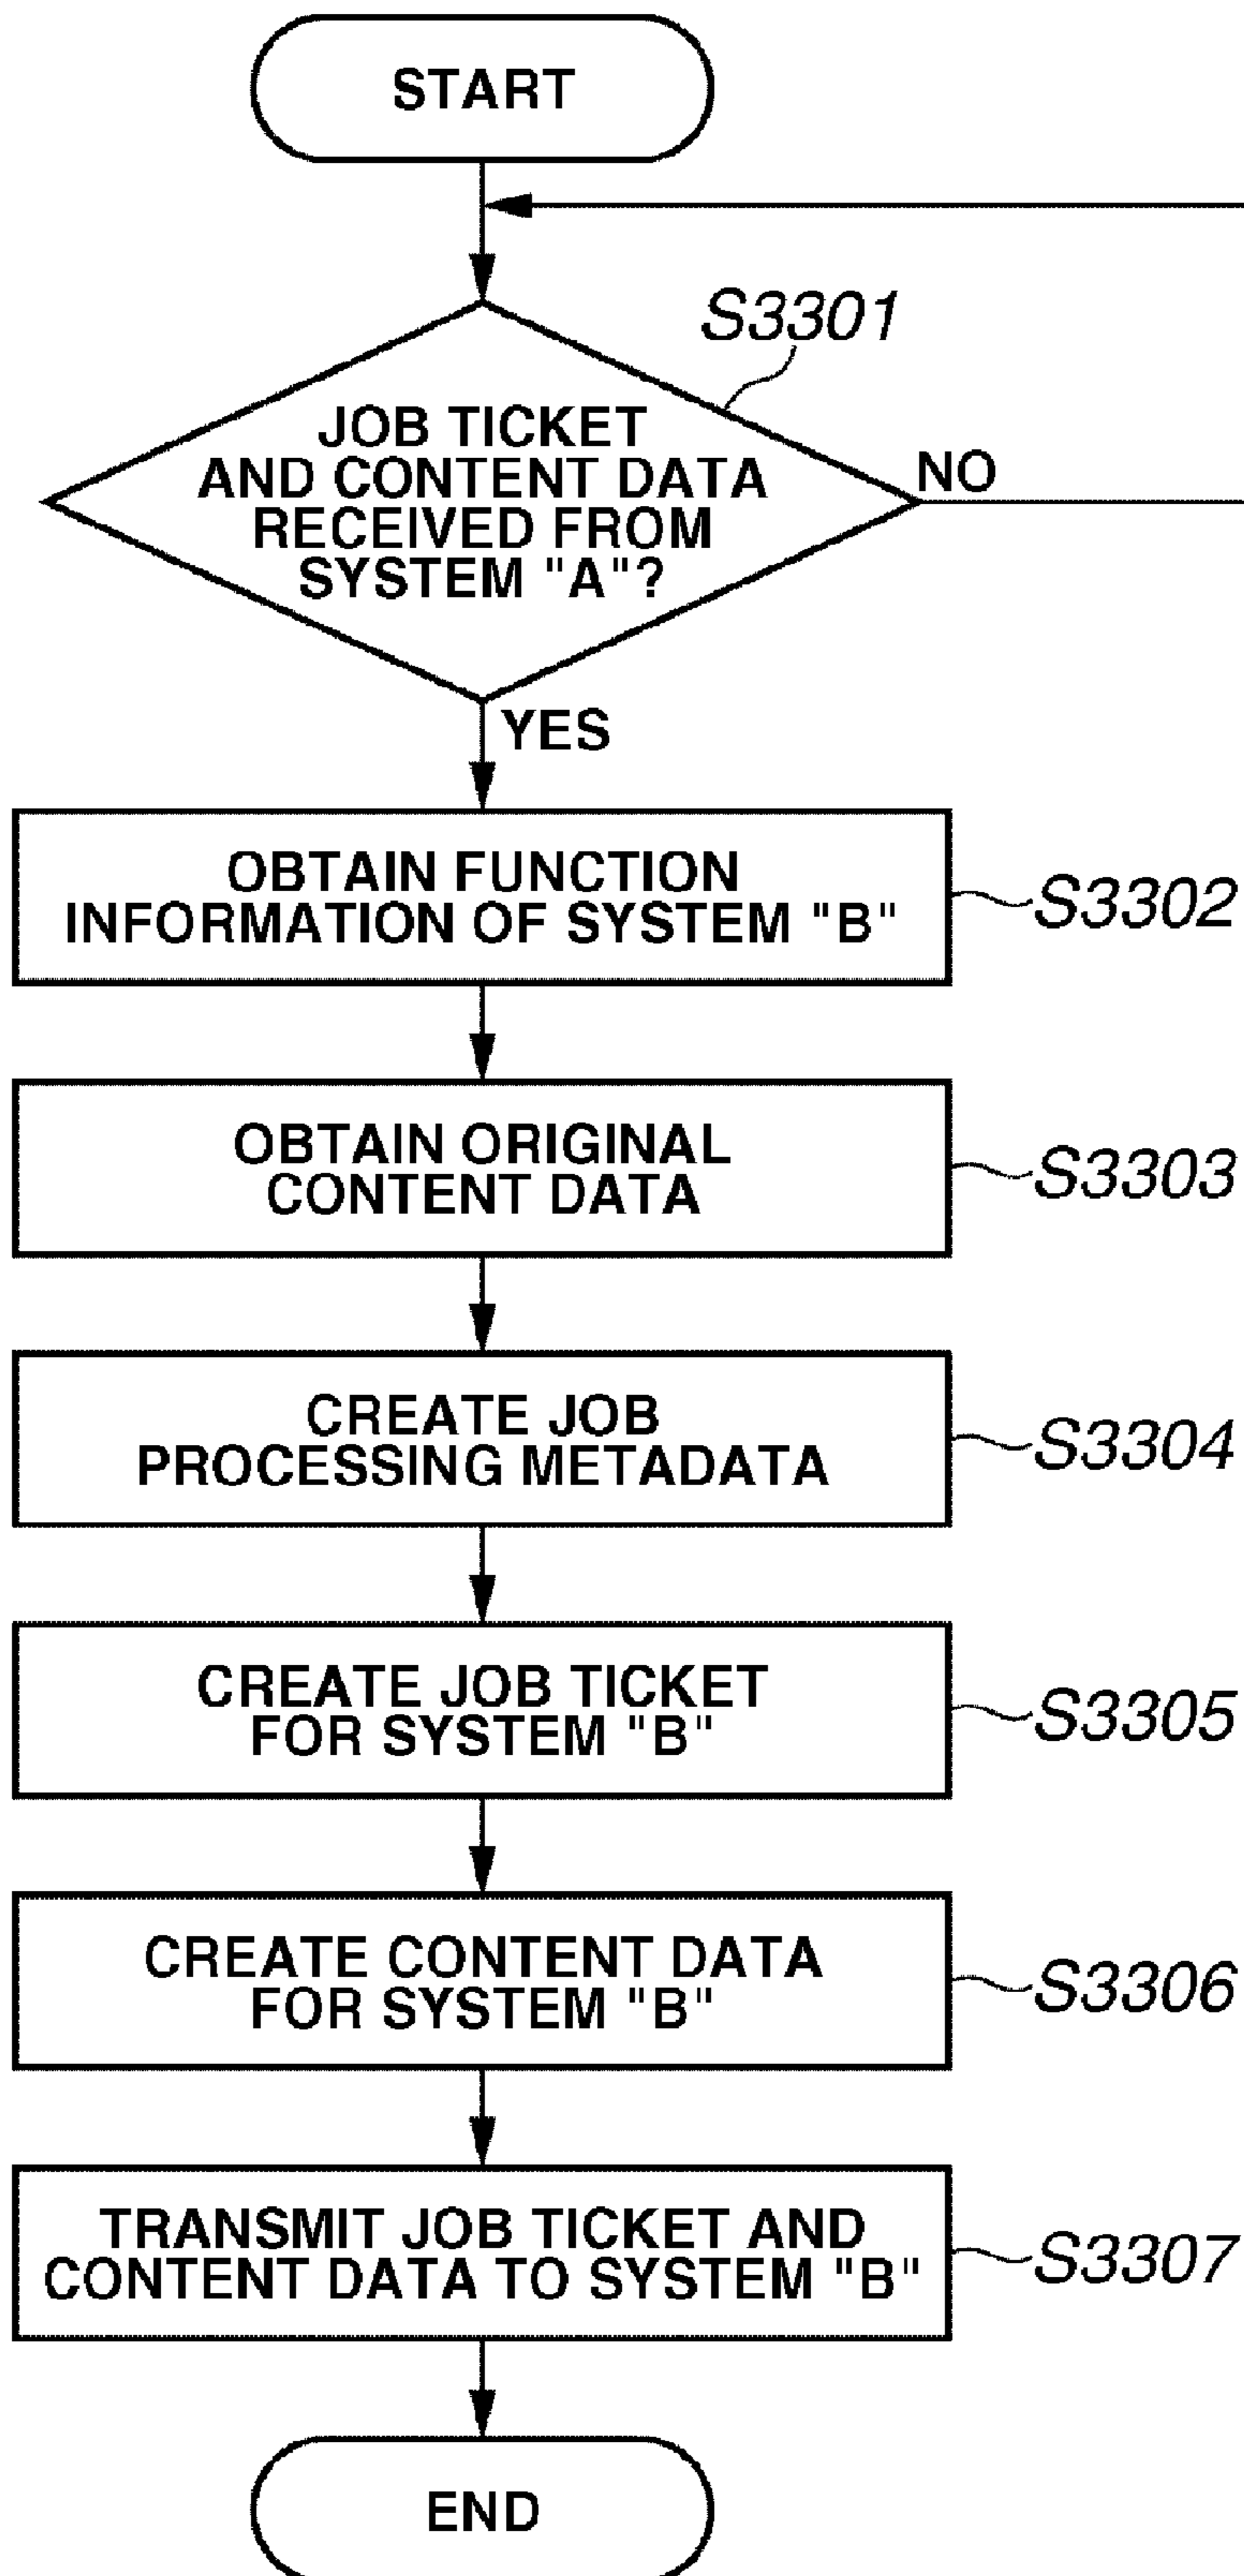 START
S3301
JOB TICKET
AND CONTENT DATA
RECEIVED FROM
SYSTEM "A"?
NO
YES
OBTAIN FUNCTION
INFORMATION OF SYSTEM "B"
S3302
OBTAIN ORIGINAL
CONTENT DATA
S3303
CREATE JOB
PROCESSING METADATA
S3304
CREATE JOB TICKET
FOR SYSTEM "B"
S3305
CREATE CONTENT DATA
FOR SYSTEM "B"
S3306
TRANSMIT JOB TICKET AND
CONTENT DATA TO SYSTEM "B"
S3307
END